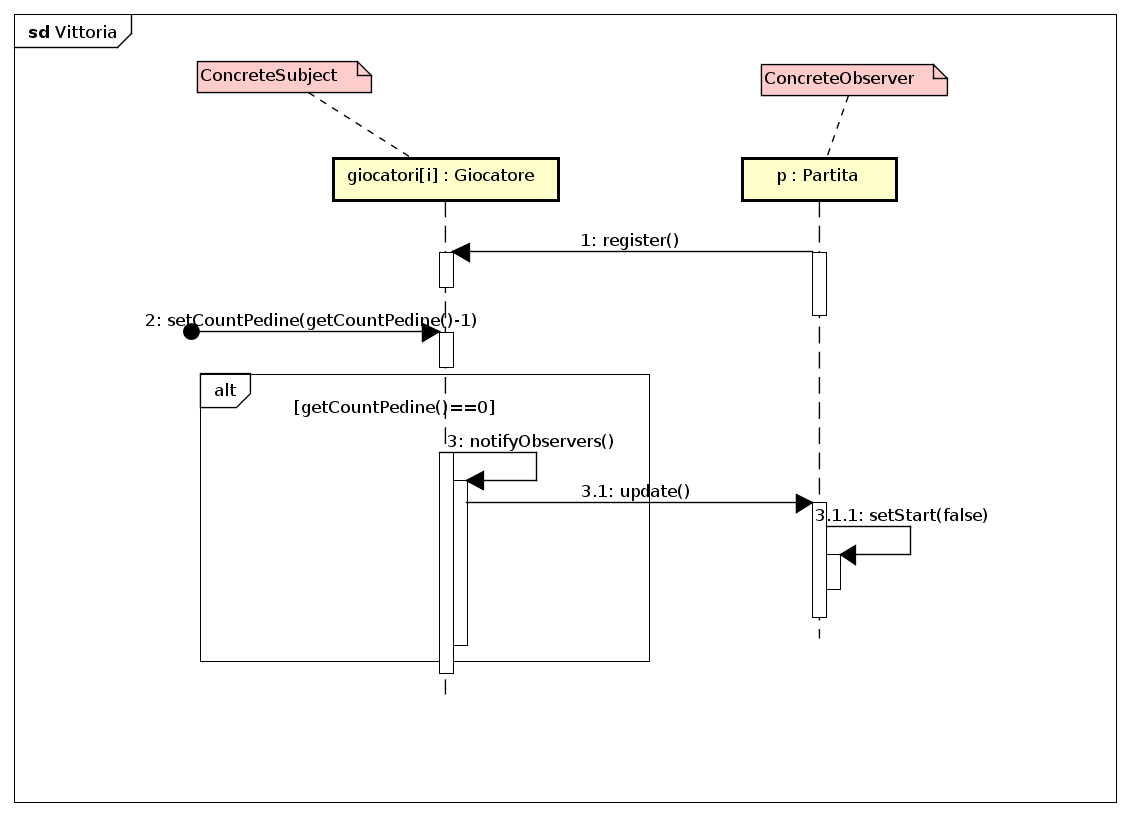 sd Vittoria
ConcreteSubject
ConcreteObserver
giocatori[i] : Giocatore
p : Partita
1: register()
2: setCountPedine(getCountPedine()-1)
alt
[getCountPedine()==0]
3: notifyObservers()
3.1: update()
3.1.1: setStart(false)